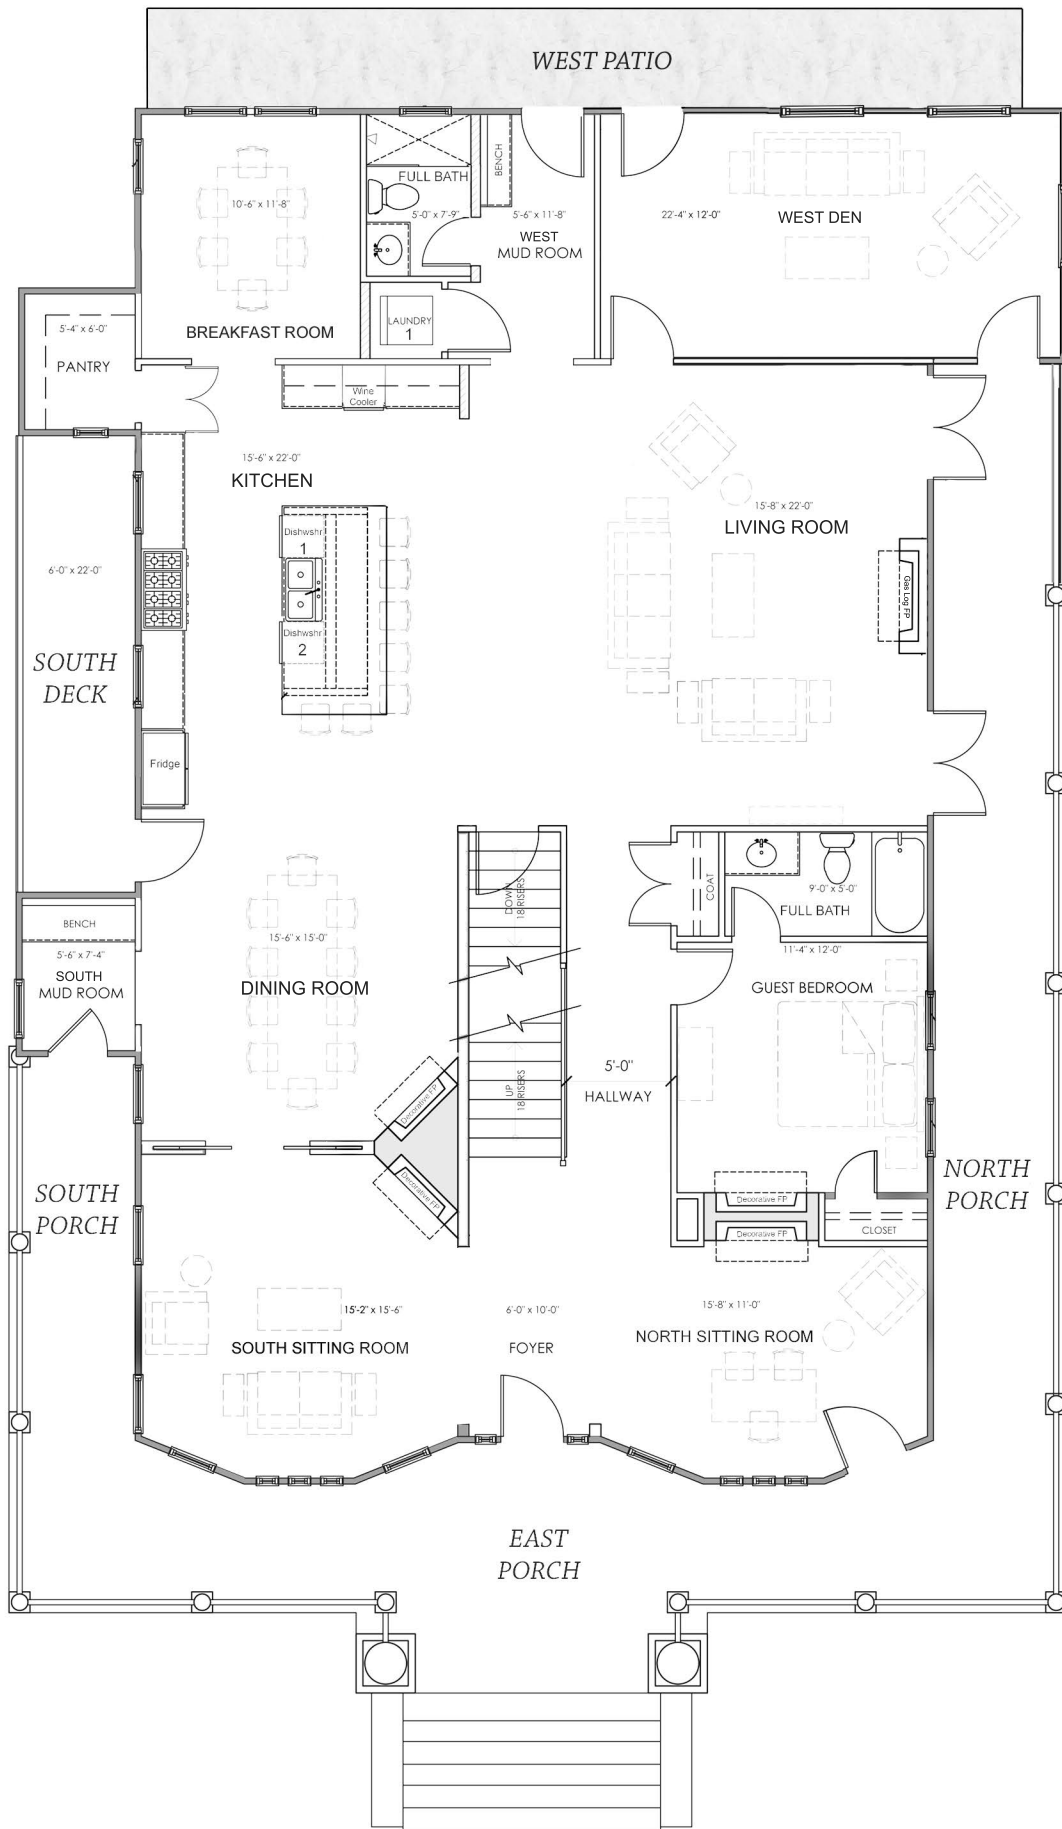 WEST PATIO
FULL BATH
5'-0" x 7'-9"
BENCH
5'-6" x 11'-8"
WEST
MUD ROOM
22'-4" x 12'-0"
WEST DEN
10'-6" x 11'-8"
BREAKFAST ROOM
LAUNDRY
1
5'-4" x 6'-0"
PANTRY
Wine
Cooler
15'-6" x 22'-0"
KITCHEN
15'-8" x 22'-0"
LIVING ROOM
Dishwshr
1
Dishwshr
2
Gas Log FP
6'-0" x 22'-0"
SOUTH
DECK
Fridge
BENCH
5'-6" x 7'-4"
SOUTH
MUD ROOM
15'-6" x 15'-0"
DINING ROOM
DOWN
18 RISERS
UP
18 RISERS
COAT
9'-0" x 5'-0"
FULL BATH
11'-4" x 12'-0"
GUEST BEDROOM
5'-0"
HALLWAY
Decorative FP
Decorative FP
Decorative FP
Decorative FP
CLOSET
NORTH
PORCH
SOUTH
PORCH
15'-2" x 15'-6"
SOUTH SITTING ROOM
6'-0" x 10'-0"
FOYER
15'-8" x 11'-0"
NORTH SITTING ROOM
EAST
PORCH